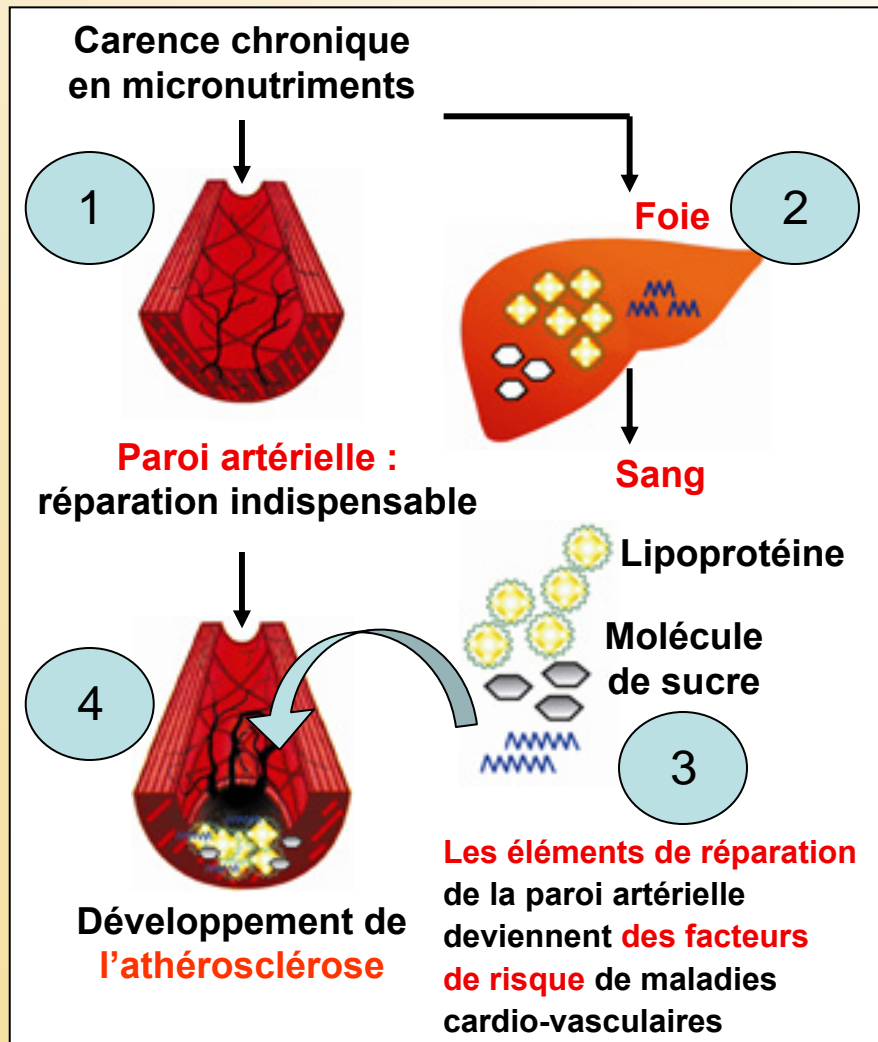 Carence chronique
en micronutriments
1
Foie
2
Paroi artérielle :
réparation indispensable
Sang
Lipoprotéine
Molécule
de sucre
4
3
Les éléments de réparation
de la paroi artérielle
deviennent des facteurs
de risque de maladies
cardio-vasculaires
Développement de
l'athérosclérose